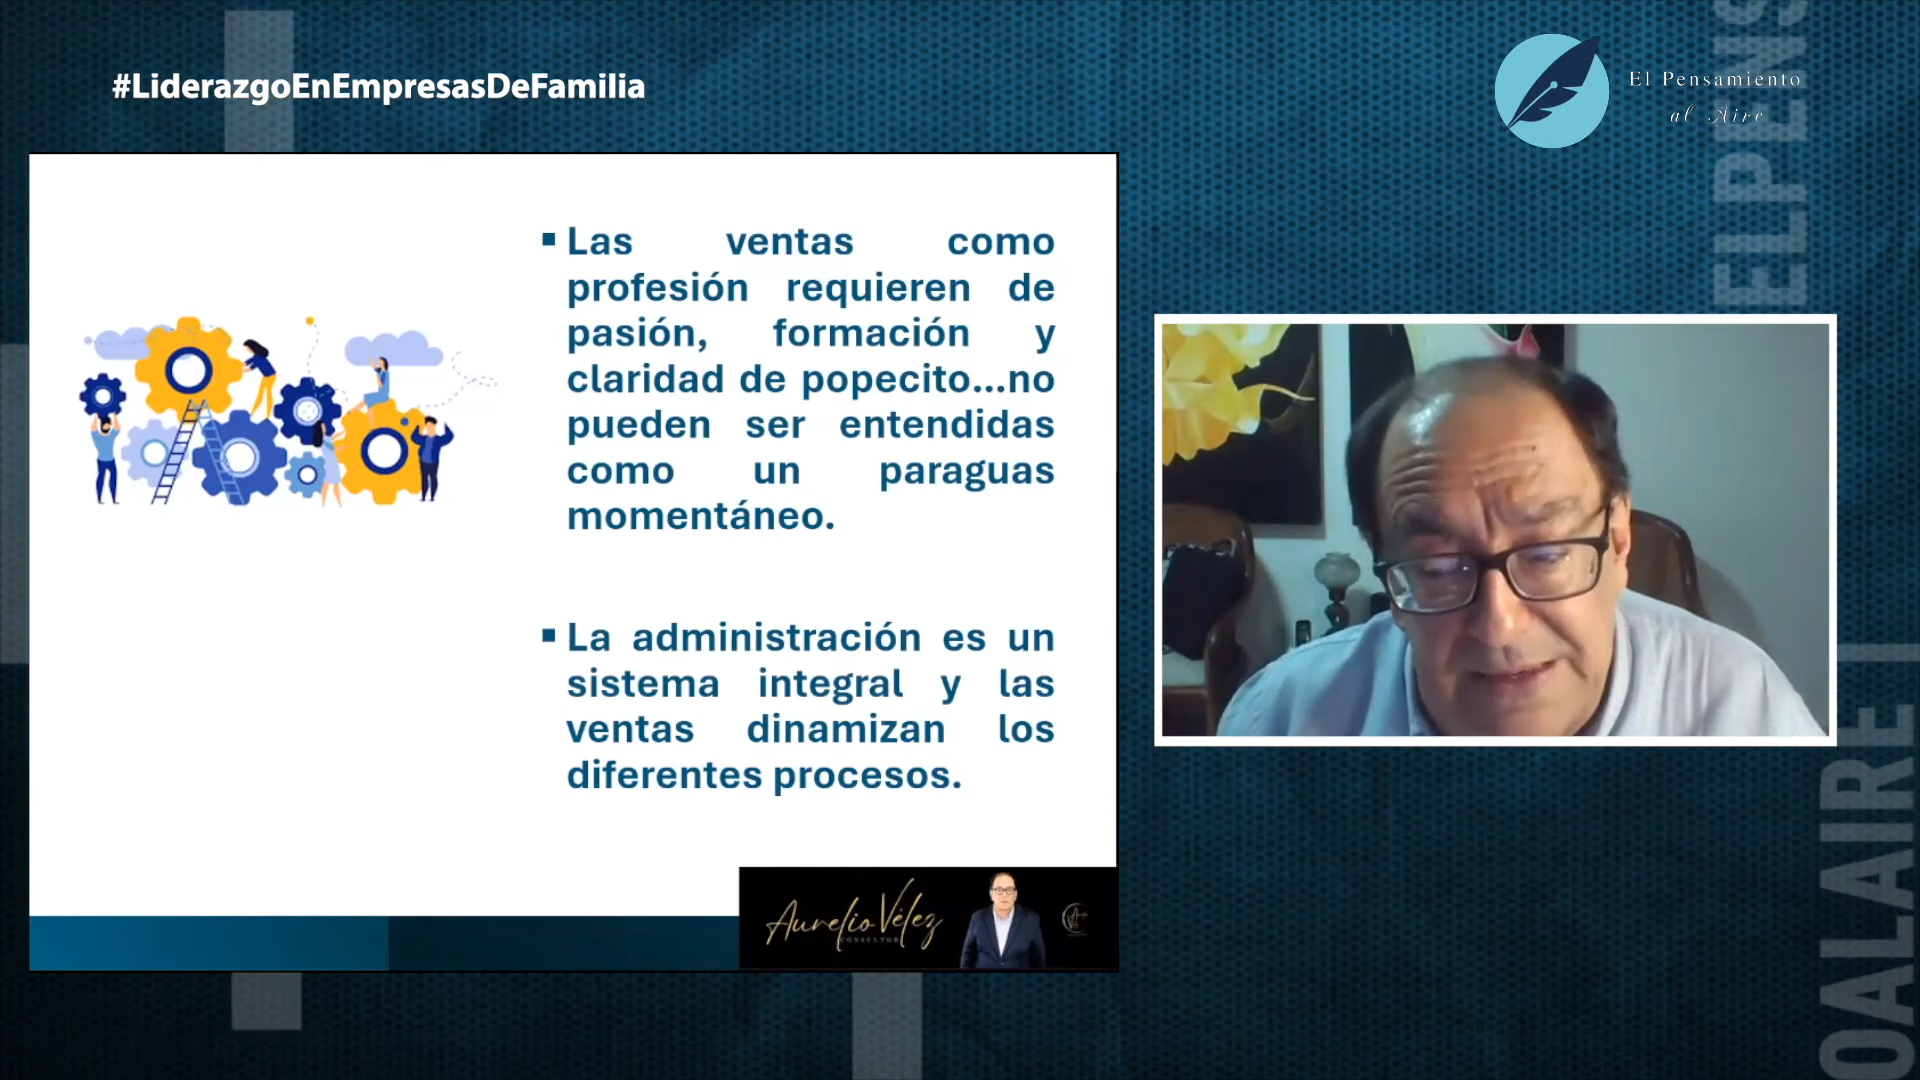 #LiderazgoEnEmpresasDeFamilia
El Pensamiento
al Aire
▪ Las ventas como
profesión requieren de
pasión, formación y
claridad de popecito...no
pueden ser entendidas
como un paraguas
momentáneo.
▪ La administración es un
sistema integral y las
ventas dinamizan los
diferentes procesos.
Aurelio Vélez
CONSULTOR
ELPENS
OALAIRE